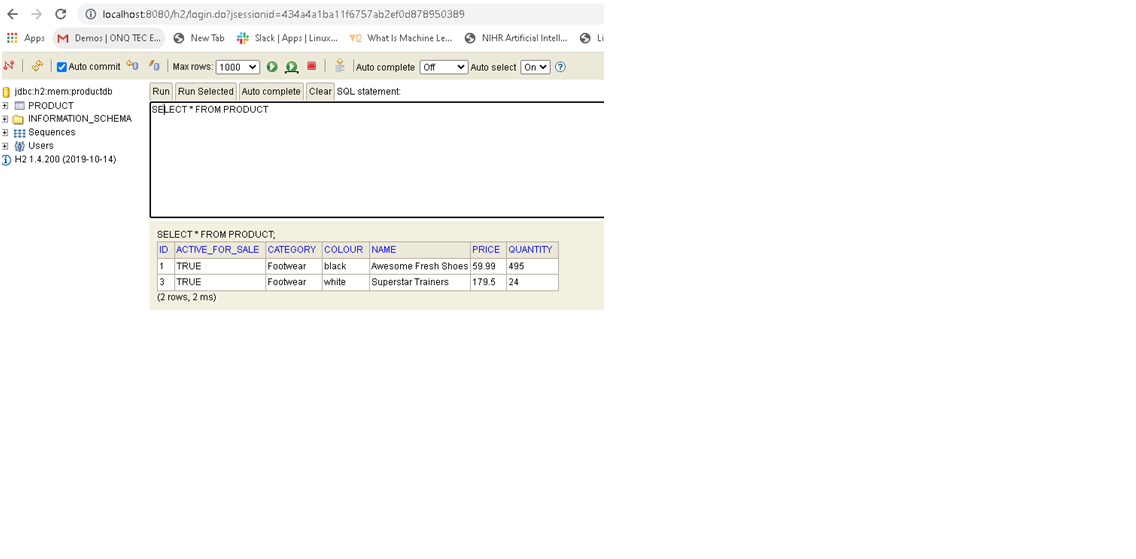 localhost:8080/h2/login.do?jsessionid=434a4a1ba11f6757ab2ef0d878950389
Apps Demos | ONQ TEC E... New Tab Slack | Apps | Linux... What Is Machine Le... NIHR Artificial Intell... Li
Auto commit Max rows: 1000 Auto complete Off Auto select On
jdbc:h2:mem:productdb
PRODUCT
INFORMATION_SCHEMA
Sequences
Users
H2 1.4.200 (2019-10-14)
Run Run Selected Auto complete Clear SQL statement:
SELECT * FROM PRODUCT
SELECT * FROM PRODUCT;
ID ACTIVE_FOR_SALE CATEGORY COLOUR NAME PRICE QUANTITY
1 TRUE Footwear black Awesome Fresh Shoes 59.99 495
3 TRUE Footwear white Superstar Trainers 179.5 24
(2 rows, 2 ms)